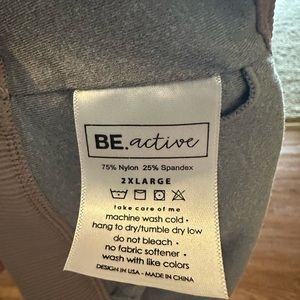 BE.active
75% Nylon 25% Spandex
2XLARGE
take care of me
machine wash cold •
hang to dry/tumble dry low
do not bleach •
no fabric softener •
wash with like colors
DESIGN IN USA - MADE IN CHINA